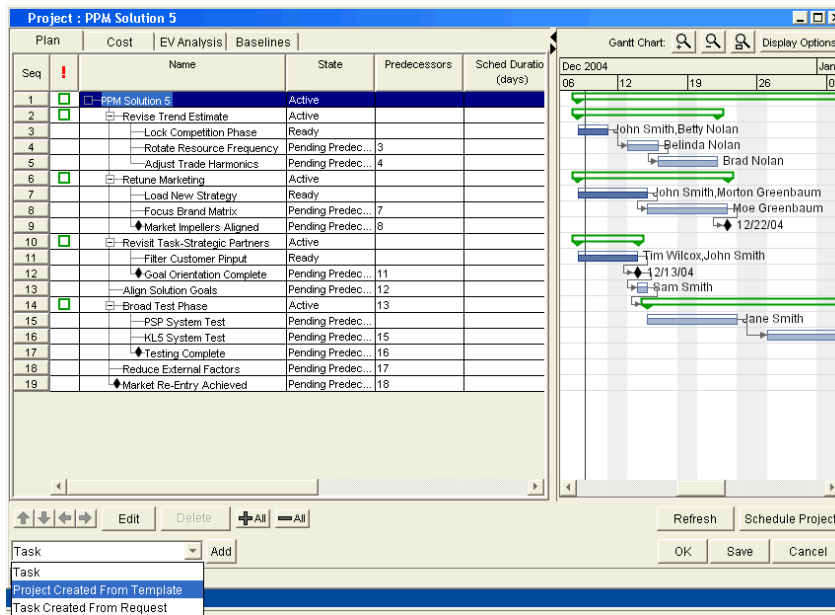 Project : PPM Solution 5
Plan Cost EV Analysis Baselines
Gantt Chart: Display Options
Seq ! Name State Predecessors Sched Duratio
(days)
Dec 2004 Jan
06 12 19 26 0
1 PPM Solution 5 Active
2 Revise Trend Estimate Active
3 Lock Competition Phase Ready John Smith,Betty Nolan
4 Rotate Resource Frequency Pending Predec... 3 Belinda Nolan
5 Adjust Trade Harmonics Pending Predec... 4 Brad Nolan
6 Retune Marketing Active
7 Load New Strategy Ready John Smith,Morton Greenbaum
8 Focus Brand Matrix Pending Predec... 7 Moe Greenbaum
9 Market Impellers Aligned Pending Predec... 8 12/22/04
10 Revisit Task-Strategic Partners Active
11 Filter Customer Pinput Ready Tim Wilcox,John Smith
12 Goal Orientation Complete Pending Predec... 11 12/13/04
13 Align Solution Goals Pending Predec... 12 Sam Smith
14 Broad Test Phase Active 13
15 PSP System Test Pending Predec... Jane Smith
16 KL5 System Test Pending Predec... 15
17 Testing Complete Pending Predec... 16
18 Reduce External Factors Pending Predec... 17
19 Market Re-Entry Achieved Pending Predec... 18
Edit Delete All All Refresh Schedule Project
Task Add OK Save Cancel
Task
Project Created From Template
Task Created From Request